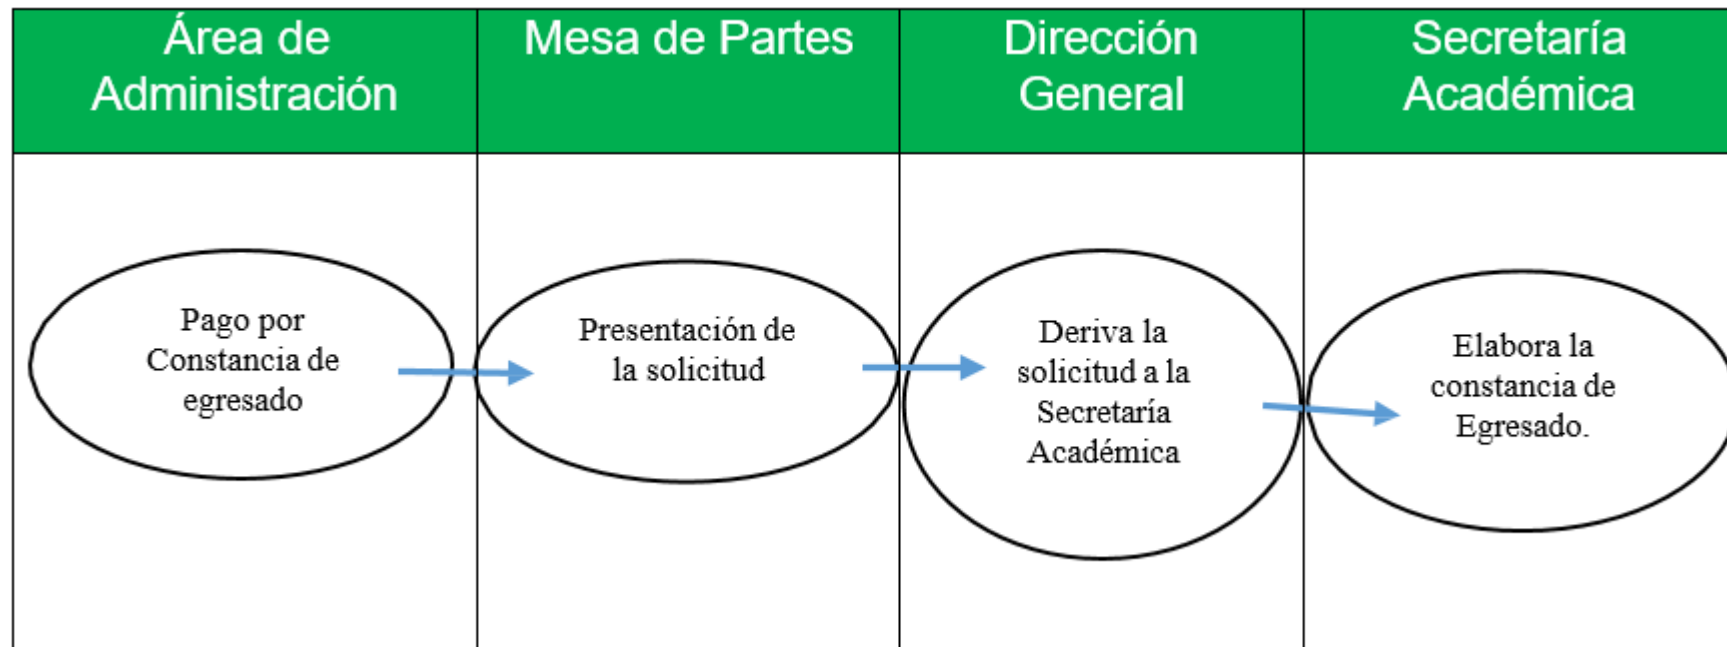 Área de
Administración
Mesa de Partes
Dirección
General
Secretaría
Académica
Pago por
Constancia de
egresado
Presentación de
la solicitud
Deriva la
solicitud a la
Secretaría
Académica
Elabora la
constancia de
Egresado.